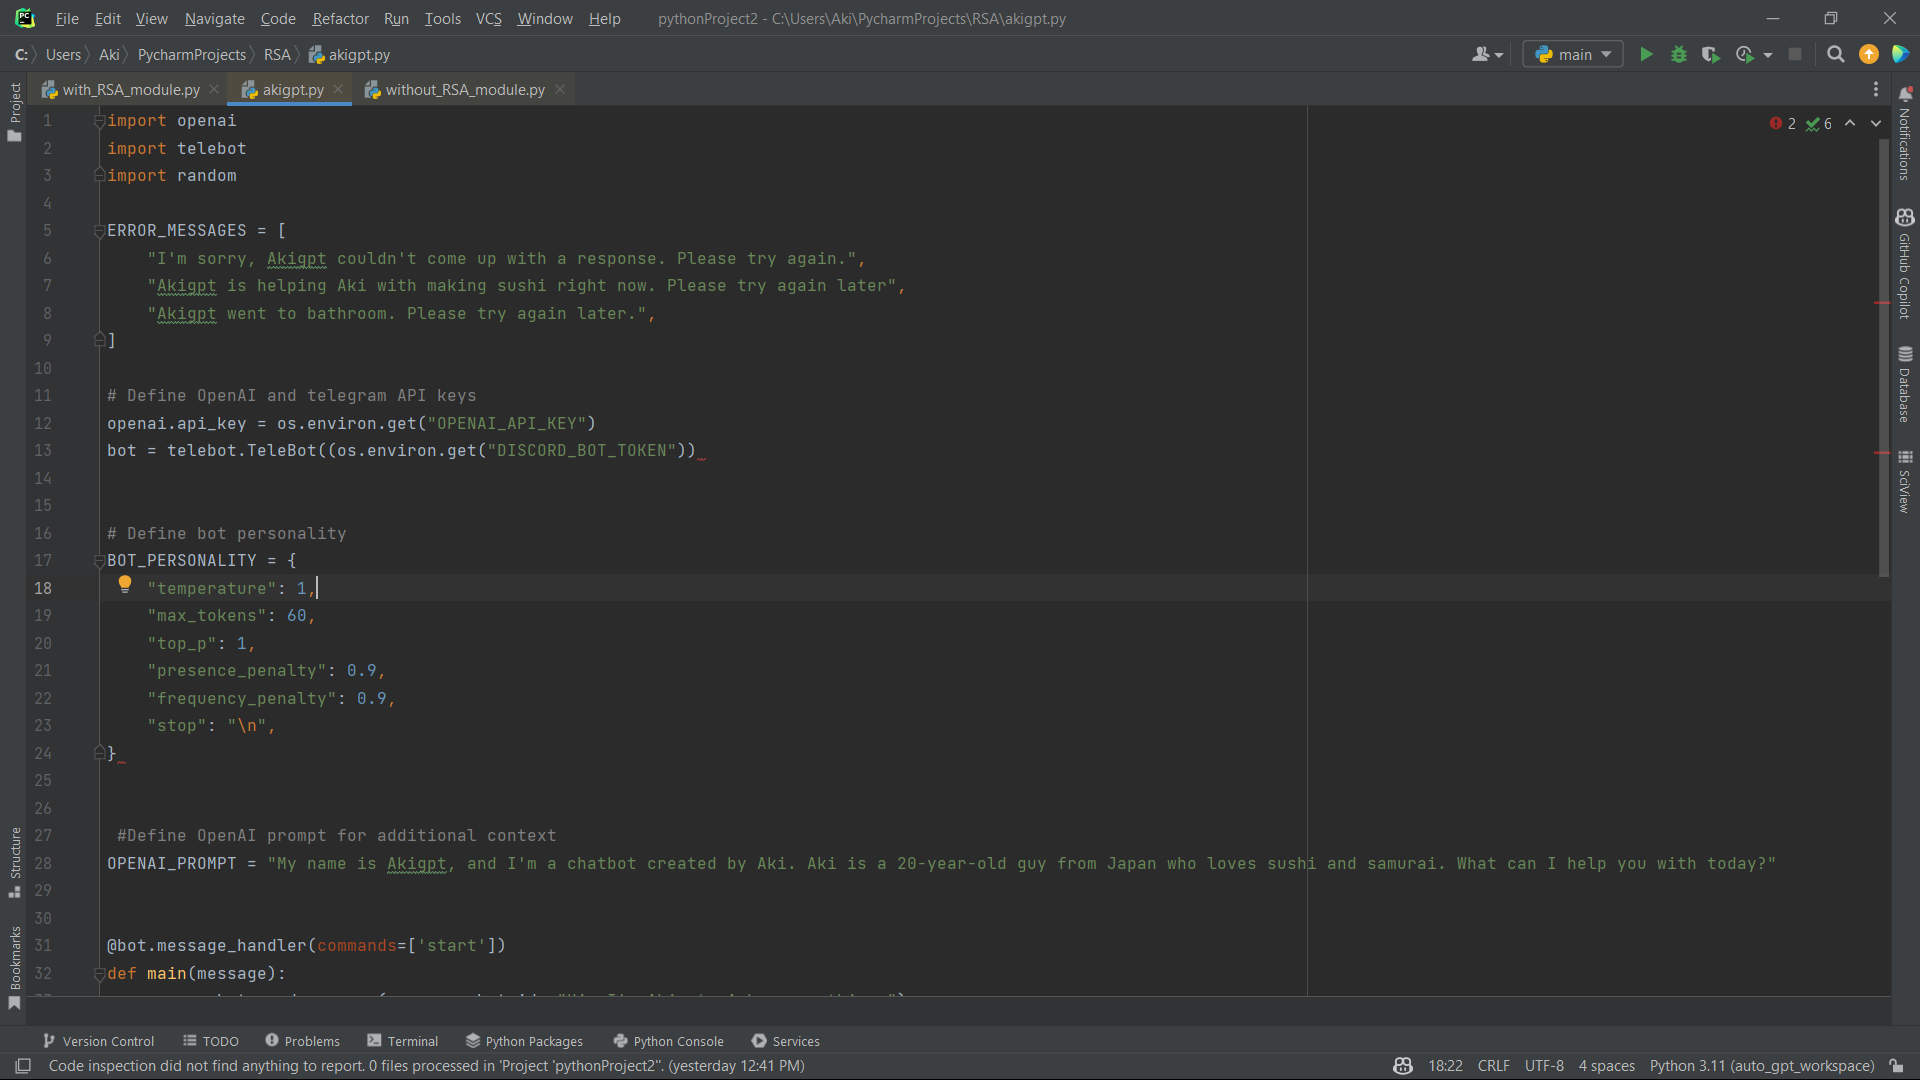 File Edit View Navigate Code Refactor Run Tools VCS Window Help pythonProject2 - C:\Users\Aki\PycharmProjects\RSA\akigpt.py
C: Users Aki PycharmProjects RSA akigpt.py main
with_RSA_module.py akigpt.py without_RSA_module.py
Project
Structure
Bookmarks
2 6
1 import openai
2 import telebot
3 import random
4
5 ERROR_MESSAGES = [
6 "I'm sorry, Akigpt couldn't come up with a response. Please try again.",
7 "Akigpt is helping Aki with making sushi right now. Please try again later",
8 "Akigpt went to bathroom. Please try again later.",
9 ]
10
11 # Define OpenAI and telegram API keys
12 openai.api_key = os.environ.get("OPENAI_API_KEY")
13 bot = telebot.TeleBot((os.environ.get("DISCORD_BOT_TOKEN"))
14
15
16 # Define bot personality
17 BOT_PERSONALITY = {
18 "temperature": 1,
19 "max_tokens": 60,
20 "top_p": 1,
21 "presence_penalty": 0.9,
22 "frequency_penalty": 0.9,
23 "stop": "\n",
24 }
25
26
27 #Define OpenAI prompt for additional context
28 OPENAI_PROMPT = "My name is Akigpt, and I'm a chatbot created by Aki. Aki is a 20-year-old guy from Japan who loves sushi and samurai. What can I help you with today?"
29
30
31 @bot.message_handler(commands=['start'])
32 def main(message):
Notifications
GitHub Copilot
Database
SciView
Version Control TODO Problems Terminal Python Packages Python Console Services
Code inspection did not find anything to report. 0 files processed in 'Project 'pythonProject2''. (yesterday 12:41 PM) 18:22 CRLF UTF-8 4 spaces Python 3.11 (auto_gpt_workspace)